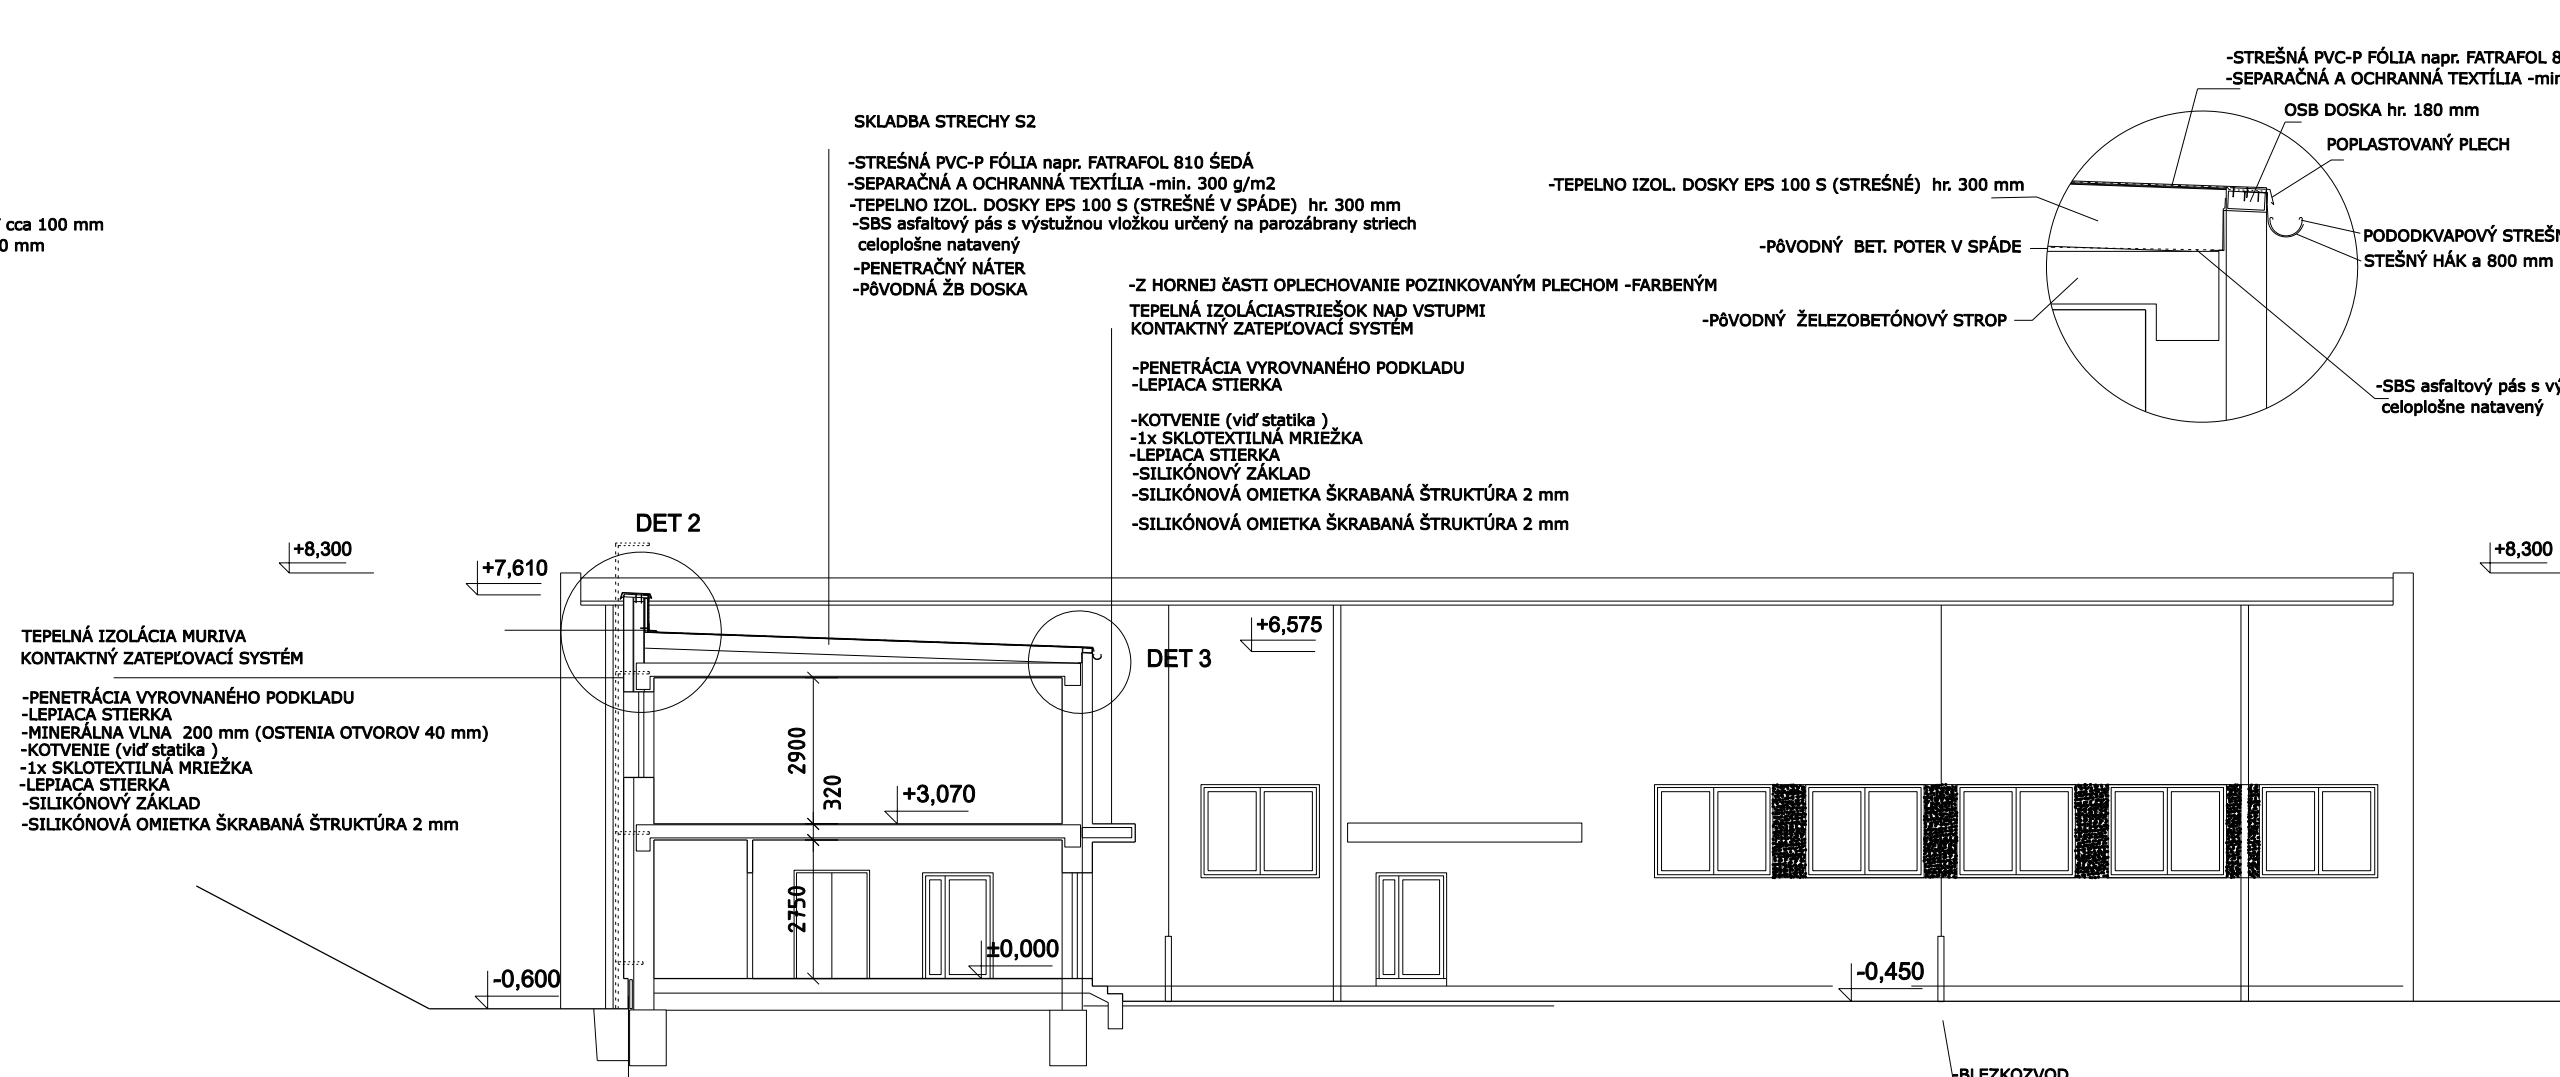 cca 100 mm
0 mm
SKLADBA STRECHY S2
-STREŚNÁ PVC-P FÓLIA napr. FATRAFOL 810 ŚEDÁ
-SEPARAČNÁ A OCHRANNÁ TEXTÍLIA -min. 300 g/m2
-TEPELNO IZOL. DOSKY EPS 100 S (STREŠNÉ V SPÁDE)  hr. 300 mm
-SBS asfaltový pás s výstužnou vložkou určený na parozábrany striech
celoplošne natavený
-PENETRAČNÝ NÁTER
-PôVODNÁ ŽB DOSKA
-Z HORNEJ čASTI OPLECHOVANIE POZINKOVANÝM PLECHOM -FARBENÝM
TEPELNÁ IZOLÁCIASTRIEŠOK NAD VSTUPMI
KONTAKTNÝ ZATEPĽOVACÍ SYSTÉM
-PENETRÁCIA VYROVNANÉHO PODKLADU
-LEPIACA STIERKA
-KOTVENIE (viď statika )
-1x SKLOTEXTILNÁ MRIEŽKA
-LEPIACA STIERKA
-SILIKÓNOVÝ ZÁKLAD
-SILIKÓNOVÁ OMIETKA ŠKRABANÁ ŠTRUKTÚRA 2 mm
-SILIKÓNOVÁ OMIETKA ŠKRABANÁ ŠTRUKTÚRA 2 mm
-STREŠNÁ PVC-P FÓLIA napr. FATRAFOL 8
-SEPARAČNÁ A OCHRANNÁ TEXTÍLIA -min
OSB DOSKA hr. 180 mm
POPLASTOVANÝ PLECH
-TEPELNO IZOL. DOSKY EPS 100 S (STREŚNÉ)  hr. 300 mm
-PôVODNÝ  BET. POTER V SPÁDE
PODODKVAPOVÝ STREŠN
STEŠNÝ HÁK a 800 mm
-PôVODNÝ  ŽELEZOBETÓNOVÝ STROP
-SBS asfaltový pás s vý
celoplošne natavený
DET 2
+8,300
+7,610
+8,300
+6,575
DET 3
TEPELNÁ IZOLÁCIA MURIVA
KONTAKTNÝ ZATEPĽOVACÍ SYSTÉM
-PENETRÁCIA VYROVNANÉHO PODKLADU
-LEPIACA STIERKA
-MINERÁLNA VLNA  200 mm (OSTENIA OTVOROV 40 mm)
-KOTVENIE (viď statika )
-1x SKLOTEXTILNÁ MRIEŽKA
-LEPIACA STIERKA
-SILIKÓNOVÝ ZÁKLAD
-SILIKÓNOVÁ OMIETKA ŠKRABANÁ ŠTRUKTÚRA 2 mm
2900
320
+3,070
2750
±0,000
-0,600
-0,450
-BLEZKOZVOD